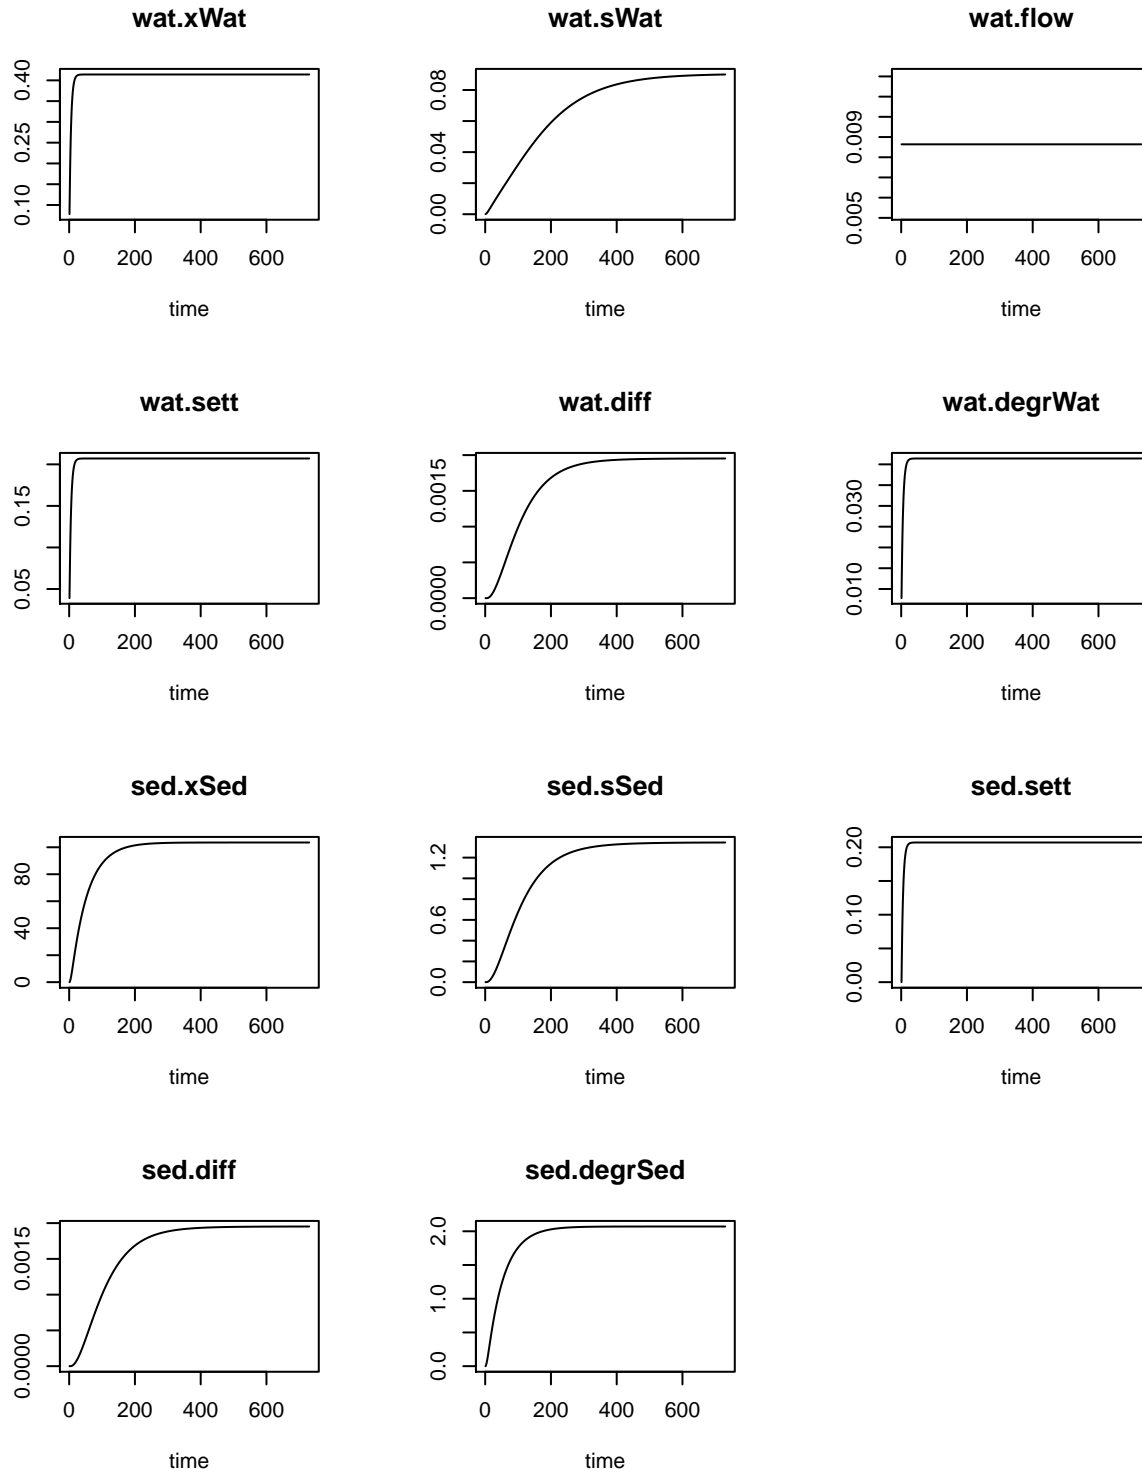 wat.xWat
0.10 0.25 0.40
0 200 400 600
time
wat.sWat
0.00 0.04 0.08
0 200 400 600
time
wat.flow
0.005 0.009
0 200 400 600
time
wat.sett
0.05 0.15
0 200 400 600
time
wat.diff
0.0000 0.0015
0 200 400 600
time
wat.degrWat
0.010 0.030
0 200 400 600
time
sed.xSed
0 40 80
0 200 400 600
time
sed.sSed
0.0 0.6 1.2
0 200 400 600
time
sed.sett
0.00 0.10 0.20
0 200 400 600
time
sed.diff
0.0000 0.0015
0 200 400 600
time
sed.degrSed
0.0 1.0 2.0
0 200 400 600
time